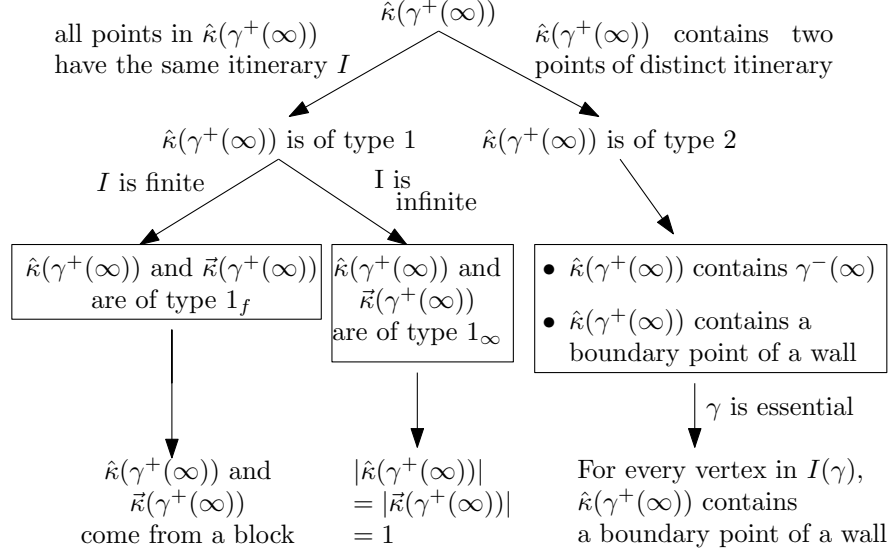 κ̂(γ⁺(∞))
all points in κ̂(γ⁺(∞))
have the same itinerary I
κ̂(γ⁺(∞)) contains two
points of distinct itinerary
κ̂(γ⁺(∞)) is of type 1
κ̂(γ⁺(∞)) is of type 2
I is finite
I is
infinite
κ̂(γ⁺(∞)) and κ⃗(γ⁺(∞))
are of type 1_f
κ̂(γ⁺(∞)) and
κ⃗(γ⁺(∞))
are of type 1_∞
• κ̂(γ⁺(∞)) contains γ⁻(∞)
• κ̂(γ⁺(∞)) contains a
boundary point of a wall
γ is essential
κ̂(γ⁺(∞)) and
κ⃗(γ⁺(∞))
come from a block
|κ̂(γ⁺(∞))|
= |κ⃗(γ⁺(∞))|
= 1
For every vertex in I(γ),
κ̂(γ⁺(∞)) contains
a boundary point of a wall